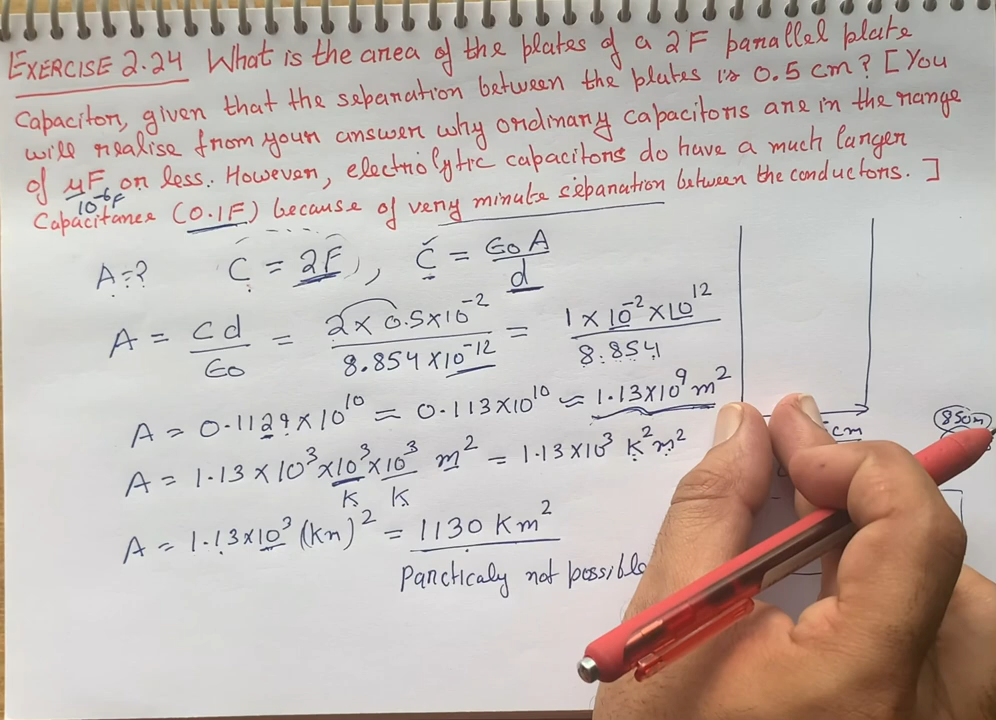 EXERCISE 2.24 What is the area of the plates of a 2F parallel plate
Capacitor, given that the separation between the plates is 0.5 cm? [You
will realise from your answer why ordinary capacitors are in the range
of μF or less. However, electrolytic capacitors do have a much larger
10⁻⁶F
Capacitance (0.1F) because of very minute separation between the conductors.]
A=? C = 2F, C = ϵ₀A/d
A = Cd/ϵ₀ = 2×0.5×10⁻²/8.854×10⁻¹² = 1×10⁻²×10¹²/8.854
A = 0.1129×10¹⁰ = 0.113×10¹⁰ = 1.13×10⁹ m²
A = 1.13×10³×10³×10³ m² = 1.13×10³ K²m²
K K
A = 1.13×10³ (Km)² = 1130 Km²
Parcticaly not possible
cm
850m